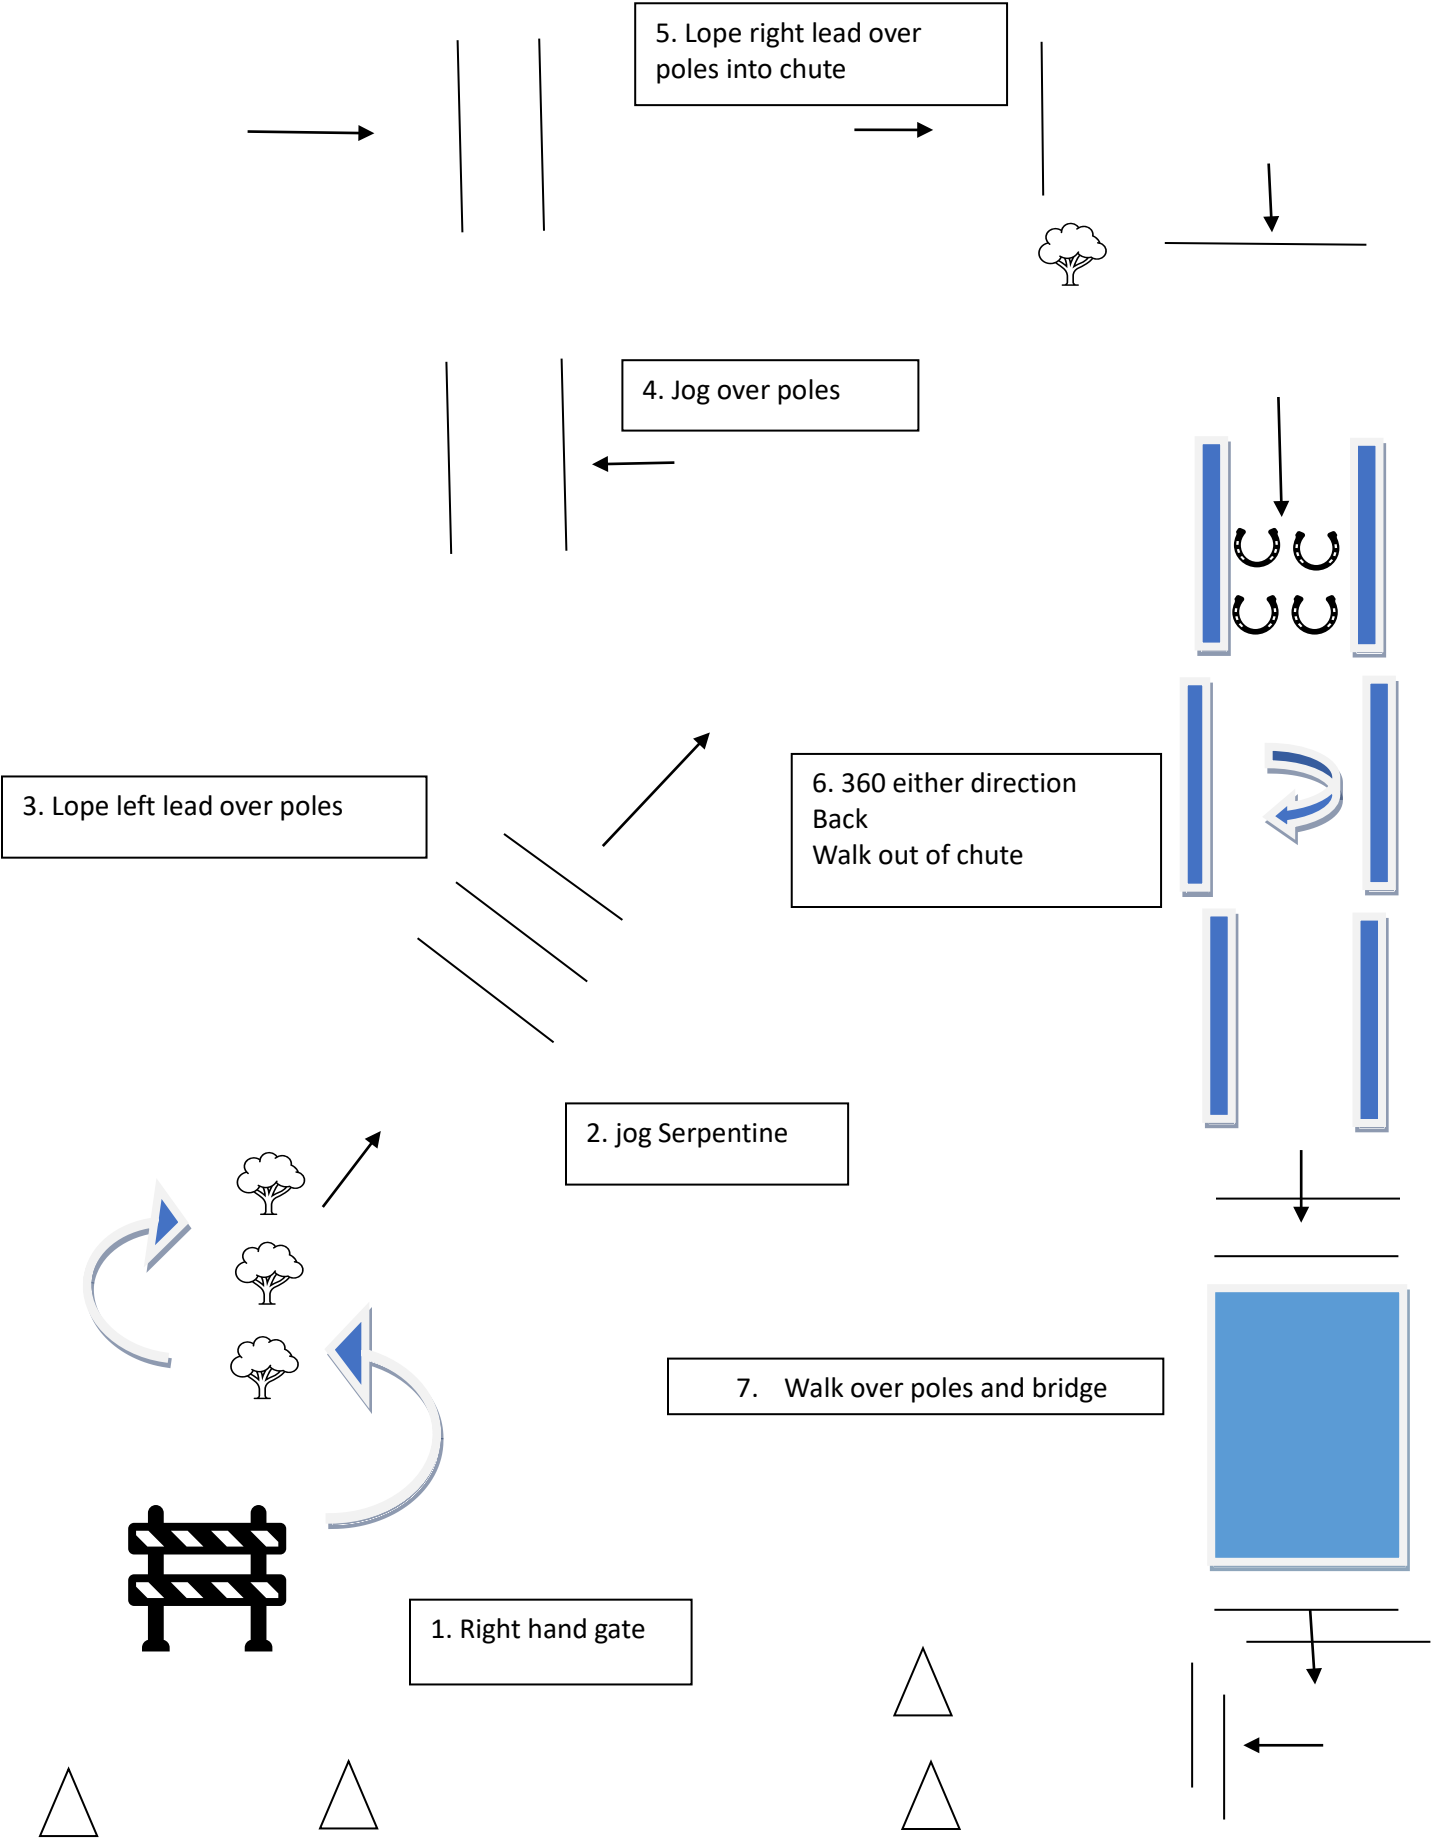 5. Lope right lead over
poles into chute
4. Jog over poles
3. Lope left lead over poles
6. 360 either direction
Back
Walk out of chute
2. jog Serpentine
7. Walk over poles and bridge
1. Right hand gate